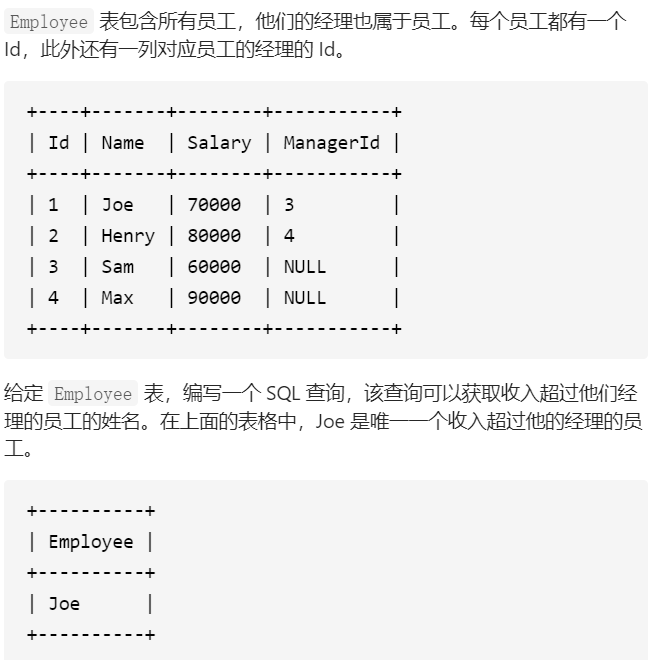 Employee 表包含所有员工，他们的经理也属于员工。每个员工都有一个
Id，此外还有一列对应员工的经理的 Id。
+----+-------+--------+-----------+
| Id | Name  | Salary | ManagerId |
+----+-------+--------+-----------+
| 1  | Joe   | 70000  | 3         |
| 2  | Henry | 80000  | 4         |
| 3  | Sam   | 60000  | NULL      |
| 4  | Max   | 90000  | NULL      |
+----+-------+--------+-----------+
给定 Employee 表，编写一个 SQL 查询，该查询可以获取收入超过他们经
理的员工的姓名。在上面的表格中，Joe 是唯一一个收入超过他的经理的员
工。
+----------+
| Employee |
+----------+
| Joe      |
+----------+